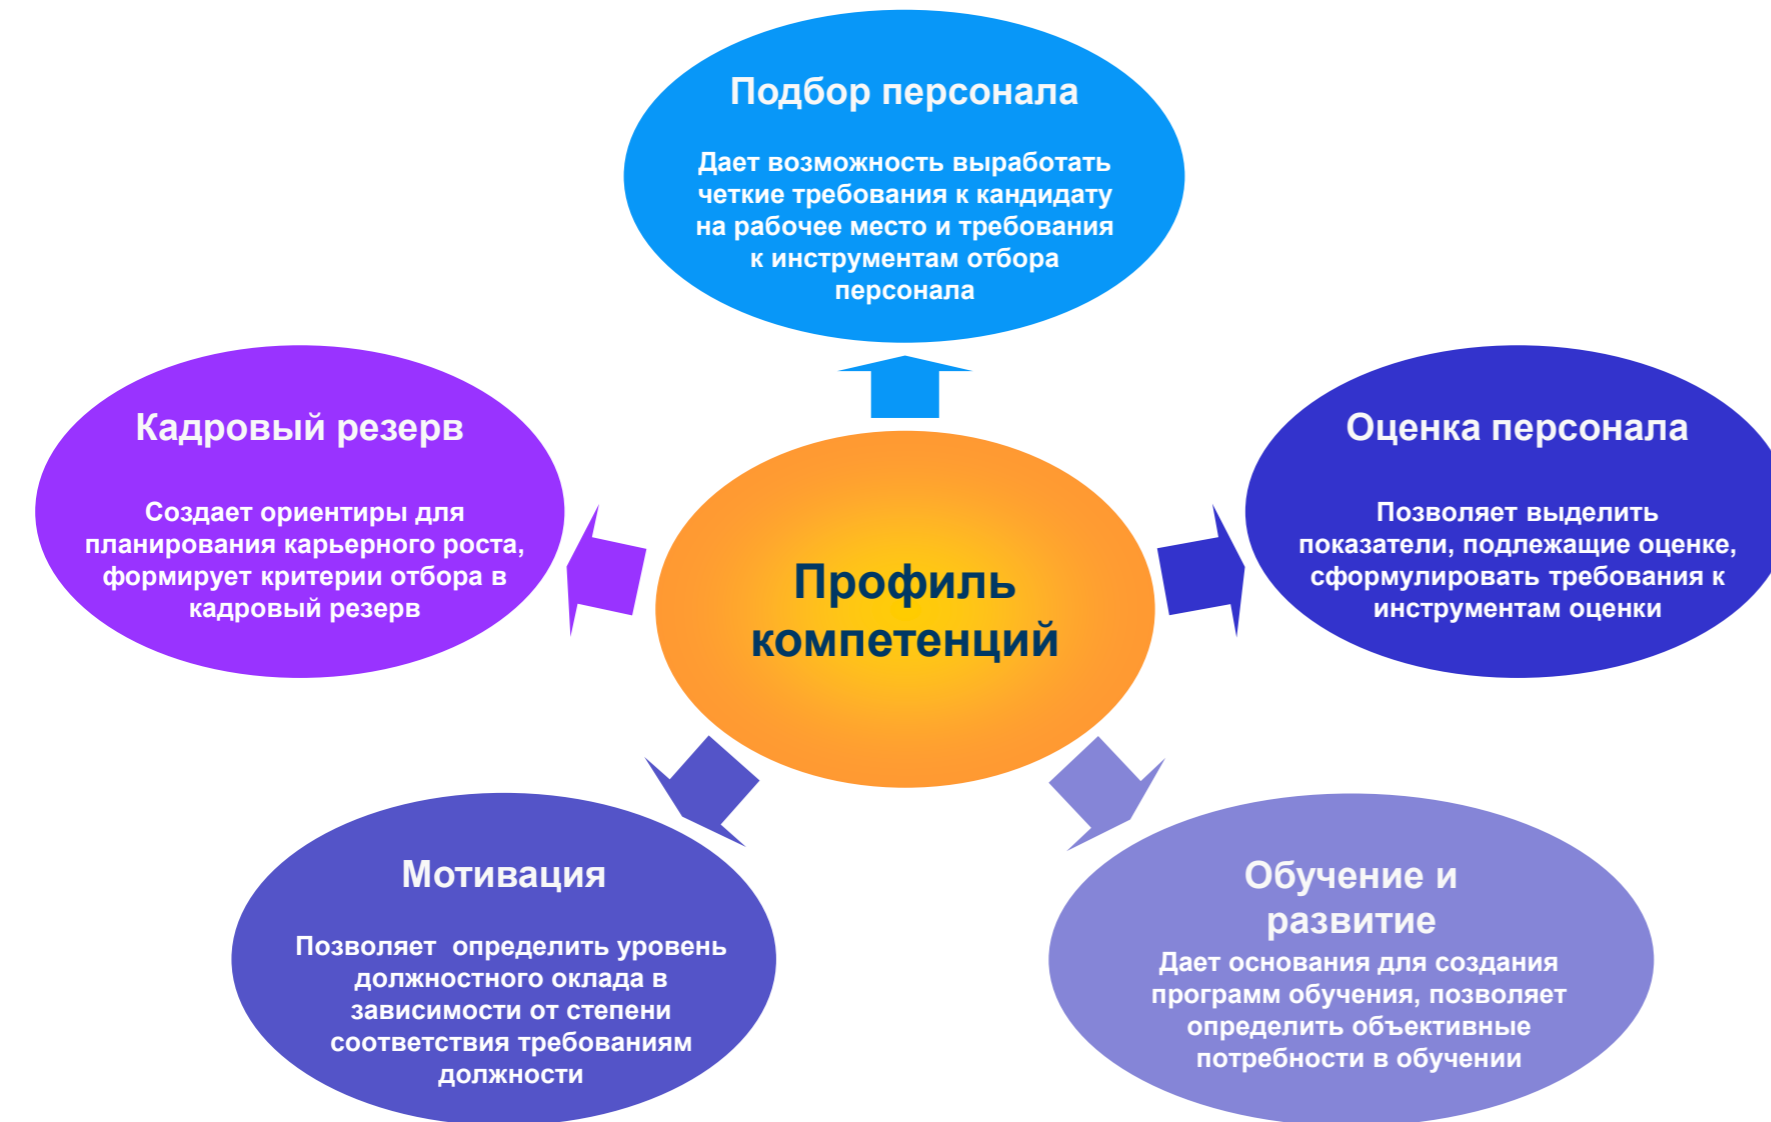 Подбор персонала
Дает возможность выработать
четкие требования к кандидату
на рабочее место и требования
к инструментам отбора
персонала
Кадровый резерв
Создает ориентиры для
планирования карьерного роста,
формирует критерии отбора в
кадровый резерв
Профиль
компетенций
Оценка персонала
Позволяет выделить
показатели, подлежащие оценке,
сформулировать требования к
инструментам оценки
Мотивация
Позволяет  определить уровень
должностного оклада в
зависимости от степени
соответствия требованиям
должности
Обучение и
развитие
Дает основания для создания
программ обучения, позволяет
определить объективные
потребности в обучении